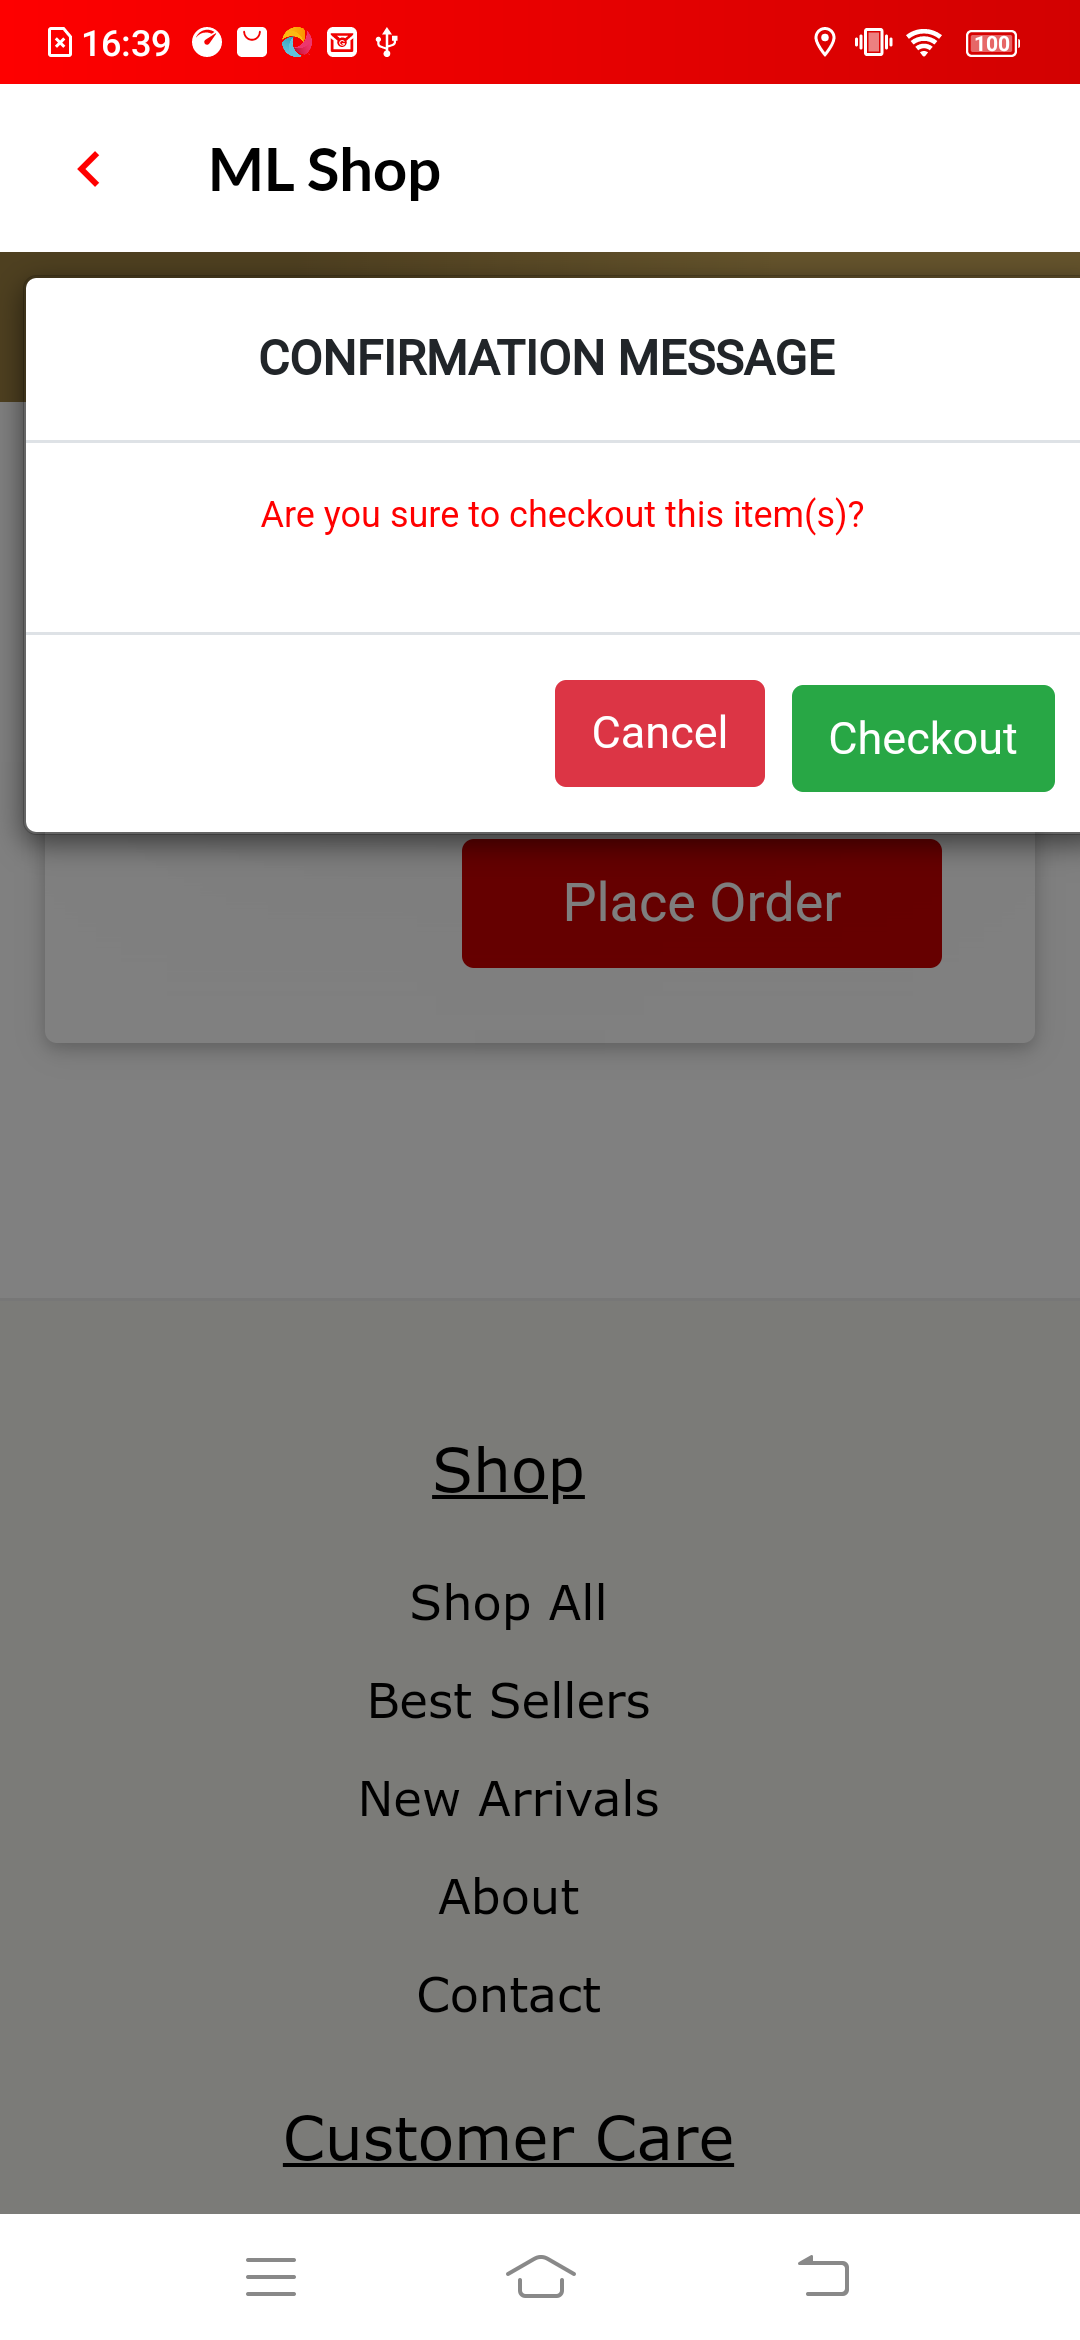 16:39
100
ML Shop
CONFIRMATION MESSAGE
Are you sure to checkout this item(s)?
Cancel
Checkout
Place Order
Shop
Shop All
Best Sellers
New Arrivals
About
Contact
Customer Care